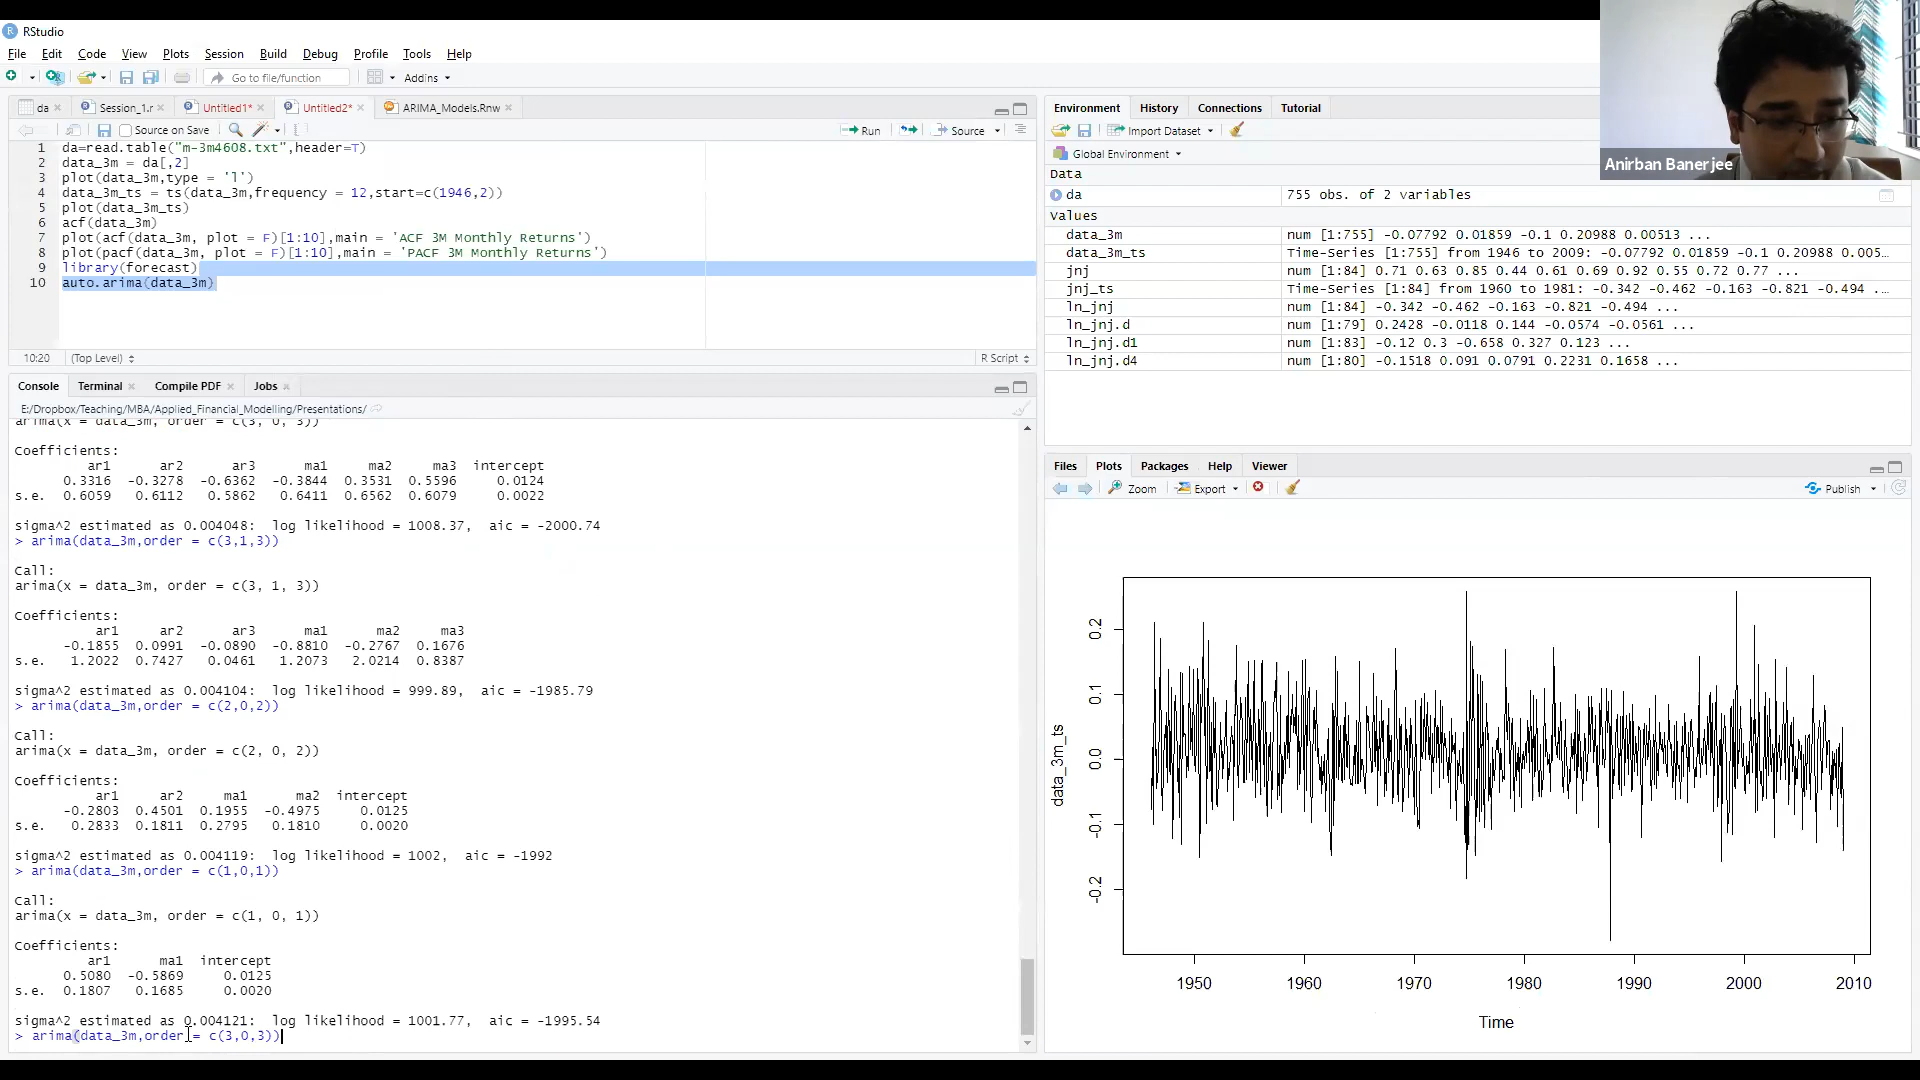 RStudio
File Edit Code View Plots Session Build Debug Profile Tools Help
Go to file/function Addins
da Session_1.r Untitled1* Untitled2* ARIMA_Models.Rnw
Source on Save Run Source
1 da=read.table("m-3m4608.txt",header=T)
2 data_3m = da[,2]
3 plot(data_3m,type = 'l')
4 data_3m_ts = ts(data_3m,frequency = 12,start=c(1946,2))
5 plot(data_3m_ts)
6 acf(data_3m)
7 plot(acf(data_3m, plot = F)[1:10],main = 'ACF 3M Monthly Returns')
8 plot(pacf(data_3m, plot = F)[1:10],main = 'PACF 3M Monthly Returns')
9 library(forecast)
10 auto.arima(data_3m)
10:20 (Top Level) R Script
Console Terminal Compile PDF Jobs
E:/Dropbox/Teaching/MBA/Applied_Financial_Modelling/Presentations/
arima(x = data_3m, order = c(3, 0, 3))
Coefficients:
ar1 ar2 ar3 ma1 ma2 ma3 intercept
0.3316 -0.3278 -0.6362 -0.3844 0.3531 0.5596 0.0124
s.e. 0.6059 0.6112 0.5862 0.6411 0.6562 0.6079 0.0022
sigma^2 estimated as 0.004048: log likelihood = 1008.37, aic = -2000.74
> arima(data_3m,order = c(3,1,3))
Call:
arima(x = data_3m, order = c(3, 1, 3))
Coefficients:
ar1 ar2 ar3 ma1 ma2 ma3
-0.1855 0.0991 -0.0890 -0.8810 -0.2767 0.1676
s.e. 1.2022 0.7427 0.0461 1.2073 2.0214 0.8387
sigma^2 estimated as 0.004104: log likelihood = 999.89, aic = -1985.79
> arima(data_3m,order = c(2,0,2))
Call:
arima(x = data_3m, order = c(2, 0, 2))
Coefficients:
ar1 ar2 ma1 ma2 intercept
-0.2803 0.4501 0.1955 -0.4975 0.0125
s.e. 0.2833 0.1811 0.2795 0.1810 0.0020
sigma^2 estimated as 0.004119: log likelihood = 1002, aic = -1992
> arima(data_3m,order = c(1,0,1))
Call:
arima(x = data_3m, order = c(1, 0, 1))
Coefficients:
ar1 ma1 intercept
0.5080 -0.5869 0.0125
s.e. 0.1807 0.1685 0.0020
sigma^2 estimated as 0.004121: log likelihood = 1001.77, aic = -1995.54
> arima(data_3m,order = c(3,0,3))
Environment History Connections Tutorial
Import Dataset
Global Environment
Data
da 755 obs. of 2 variables
Values
data_3m num [1:755] -0.07792 0.01859 -0.1 0.20988 0.00513 ...
data_3m_ts Time-Series [1:755] from 1946 to 2009: -0.07792 0.01859 -0.1 0.20988 0.005…
jnj num [1:84] 0.71 0.63 0.85 0.44 0.61 0.69 0.92 0.55 0.72 0.77 ...
jnj_ts Time-Series [1:84] from 1960 to 1981: -0.342 -0.462 -0.163 -0.821 -0.494 ...
ln_jnj num [1:84] -0.342 -0.462 -0.163 -0.821 -0.494 ...
ln_jnj.d num [1:79] 0.2428 -0.0118 0.144 -0.0574 -0.0561 ...
ln_jnj.d1 num [1:83] -0.12 0.3 -0.658 0.327 0.123 ...
ln_jnj.d4 num [1:80] -0.1518 0.091 0.0791 0.2231 0.1658 ...
Anirban Banerjee
Files Plots Packages Help Viewer
Zoom Export Publish
data_3m_ts
0.2
0.1
0.0
-0.1
-0.2
1950 1960 1970 1980 1990 2000 2010
Time